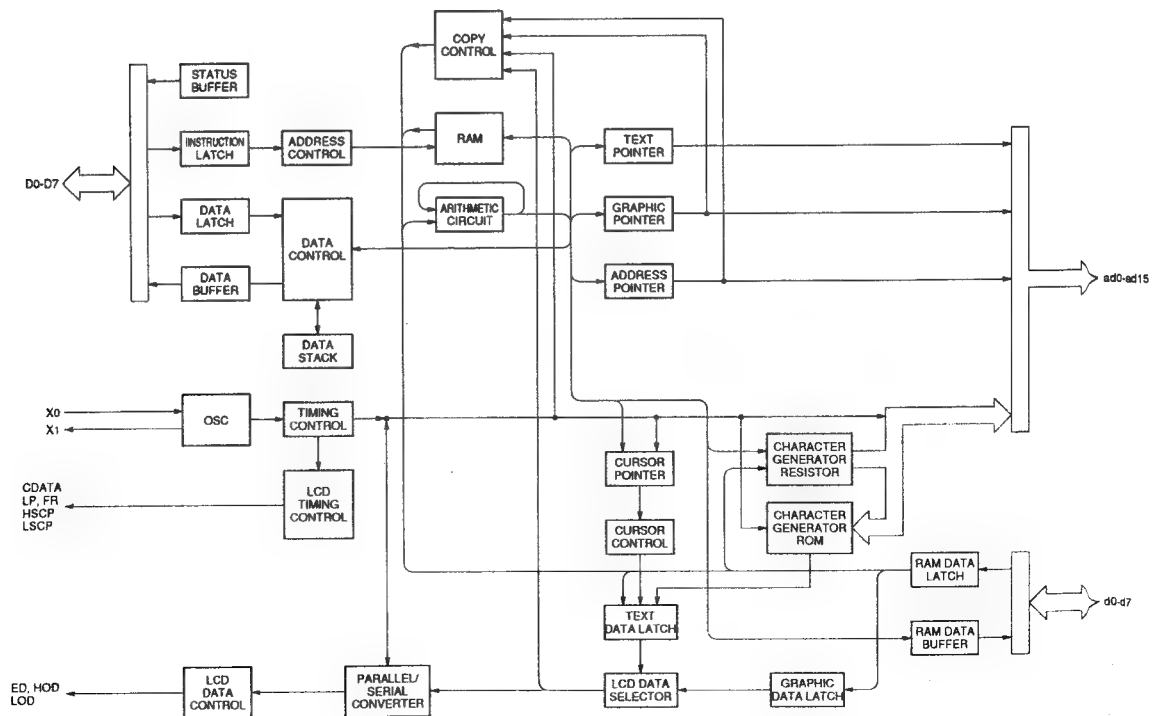 COPY
CONTROL
STATUS
BUFFER
INSTRUCTION
LATCH
ADDRESS
CONTROL
RAM
TEXT
POINTER
D0-D7
DATA
LATCH
DATA
CONTROL
ARITHMETIC
CIRCUIT
GRAPHIC
POINTER
DATA
BUFFER
ADDRESS
POINTER
ad0-ad15
DATA
STACK
X0
X1
OSC
TIMING
CONTROL
CHARACTER
GENERATOR
RESISTOR
CURSOR
POINTER
CDATA
LP, FR
HSCP
LSCP
LCD
TIMING
CONTROL
CURSOR
CONTROL
CHARACTER
GENERATOR
ROM
RAM DATA
LATCH
d0-d7
TEXT
DATA LATCH
RAM DATA
BUFFER
ED, HOD
LOD
LCD
DATA
CONTROL
PARALLEL/
SERIAL
CONVERTER
LCD DATA
SELECTOR
GRAPHIC
DATA LATCH